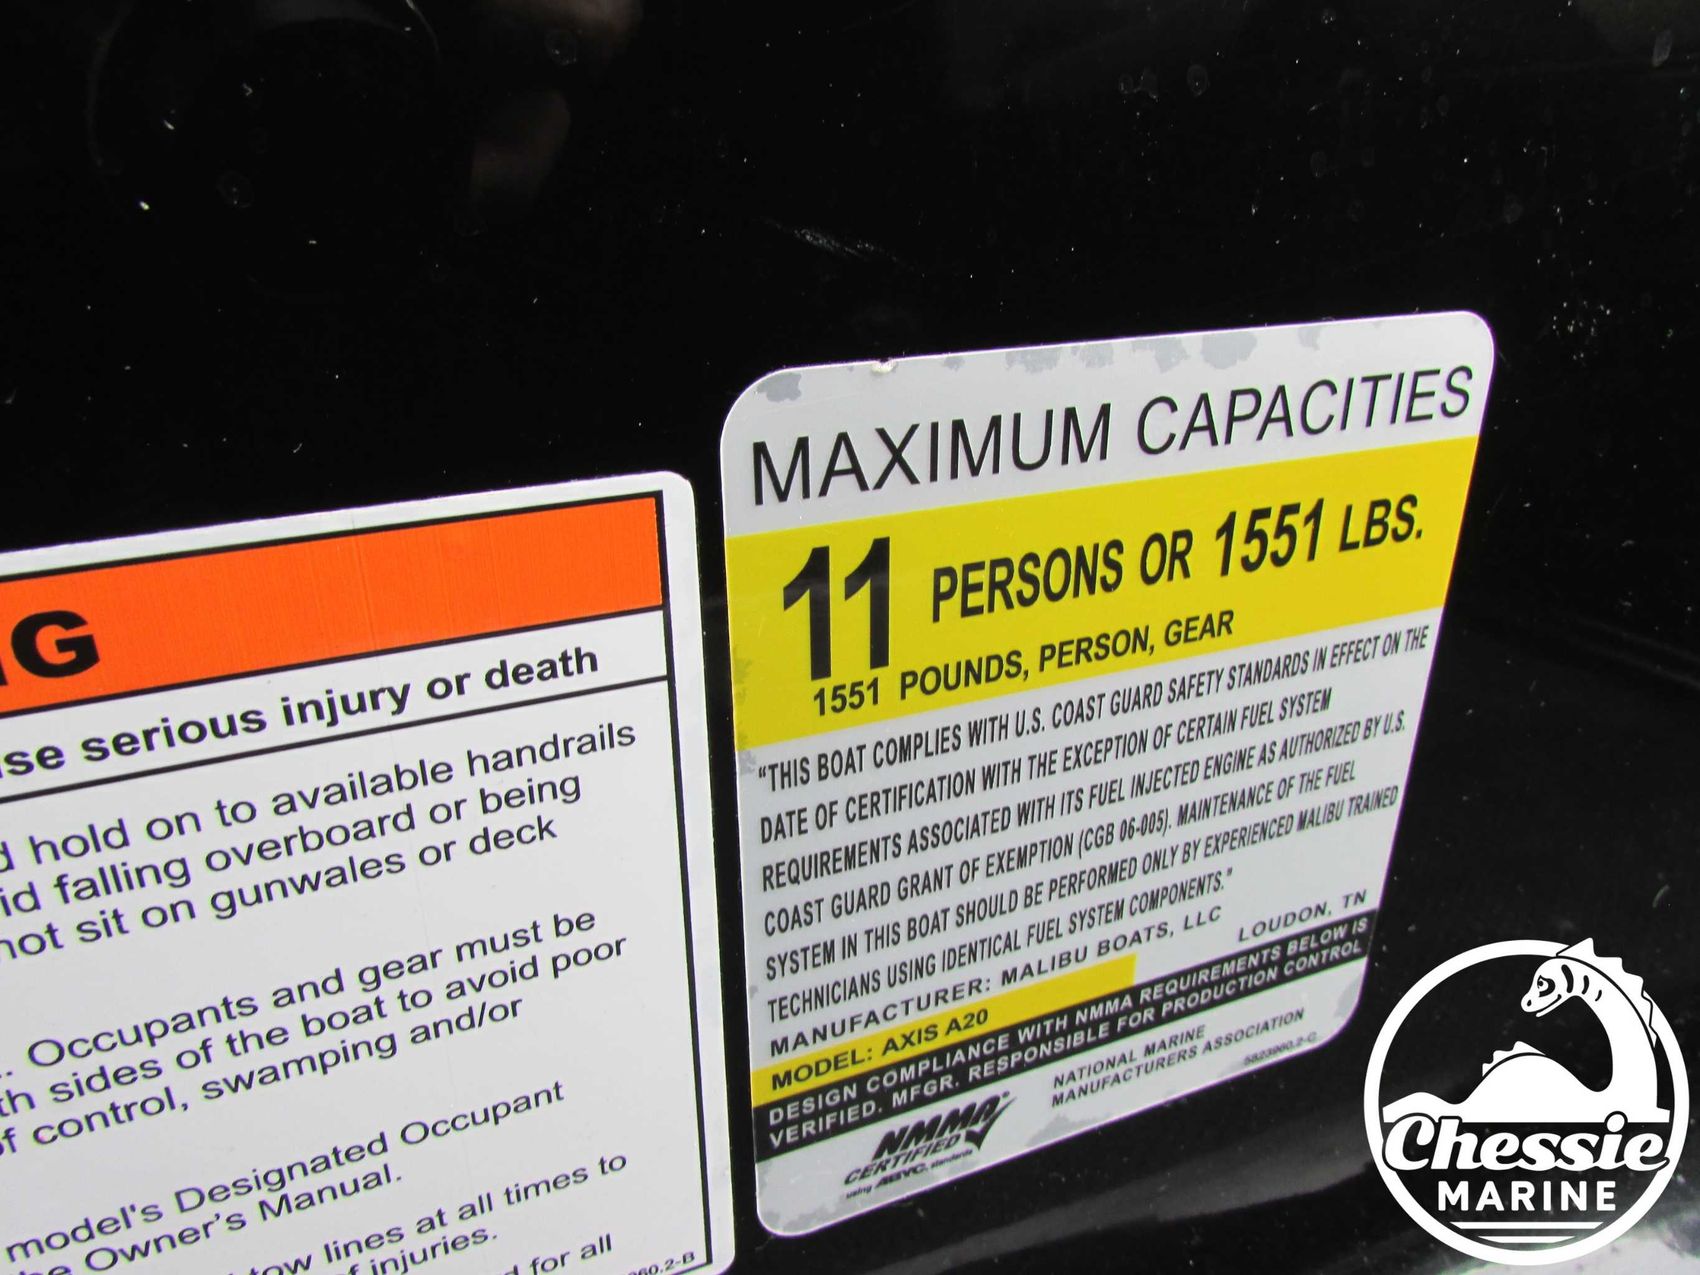 G
se serious injury or death
hold on to available handrails
falling overboard or being
not sit on gunwales or deck
Occupants and gear must be
sides of the boat to avoid poor
control, swamping and/or
model's Designated Occupant
Owner's Manual.
tow lines at all times to
injuries.
for all
60.2-B
MAXIMUM CAPACITIES
11 PERSONS OR 1551 LBS.
1551 POUNDS, PERSON, GEAR
"THIS BOAT COMPLIES WITH U.S. COAST GUARD SAFETY STANDARDS IN EFFECT ON THE
DATE OF CERTIFICATION WITH THE EXCEPTION OF CERTAIN FUEL SYSTEM
REQUIREMENTS ASSOCIATED WITH ITS FUEL INJECTED ENGINE AS AUTHORIZED BY U.S.
COAST GUARD GRANT OF EXEMPTION (CGB 06-005). MAINTENANCE OF THE FUEL
SYSTEM IN THIS BOAT SHOULD BE PERFORMED ONLY BY EXPERIENCED MALIBU TRAINED
TECHNICIANS USING IDENTICAL FUEL SYSTEM COMPONENTS."
MANUFACTURER: MALIBU BOATS, LLC LOUDON, TN
MODEL: AXIS A20
DESIGN COMPLIANCE WITH NMMA REQUIREMENTS BELOW IS
VERIFIED. MFGR. RESPONSIBLE FOR PRODUCTION CONTROL
NATIONAL MARINE
MANUFACTURERS ASSOCIATION
5823960.2-C
NMMA
CERTIFIED
using ABYC. standards
Chessie
MARINE